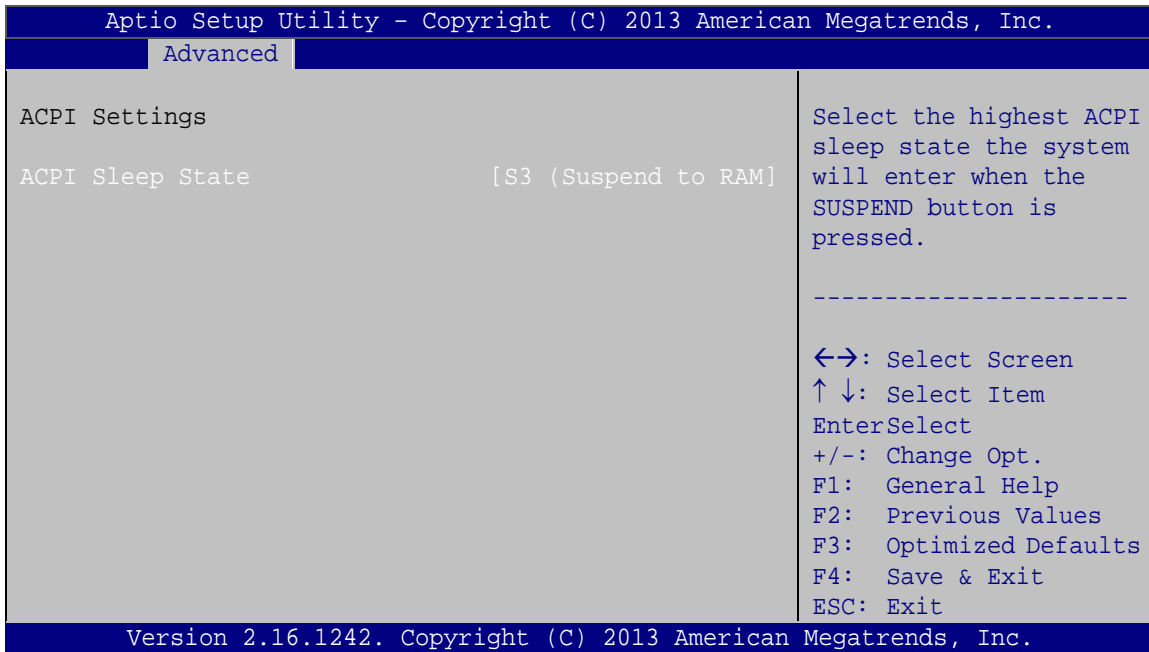 Aptio Setup Utility – Copyright (C) 2013 American Megatrends, Inc.
Advanced
ACPI Settings
ACPI Sleep State [S3 (Suspend to RAM]
Select the highest ACPI
sleep state the system
will enter when the
SUSPEND button is
pressed.
----------------------
←→: Select Screen
↑ ↓: Select Item
EnterSelect
+/-: Change Opt.
F1: General Help
F2: Previous Values
F3: Optimized Defaults
F4: Save & Exit
ESC: Exit
Version 2.16.1242. Copyright (C) 2013 American Megatrends, Inc.